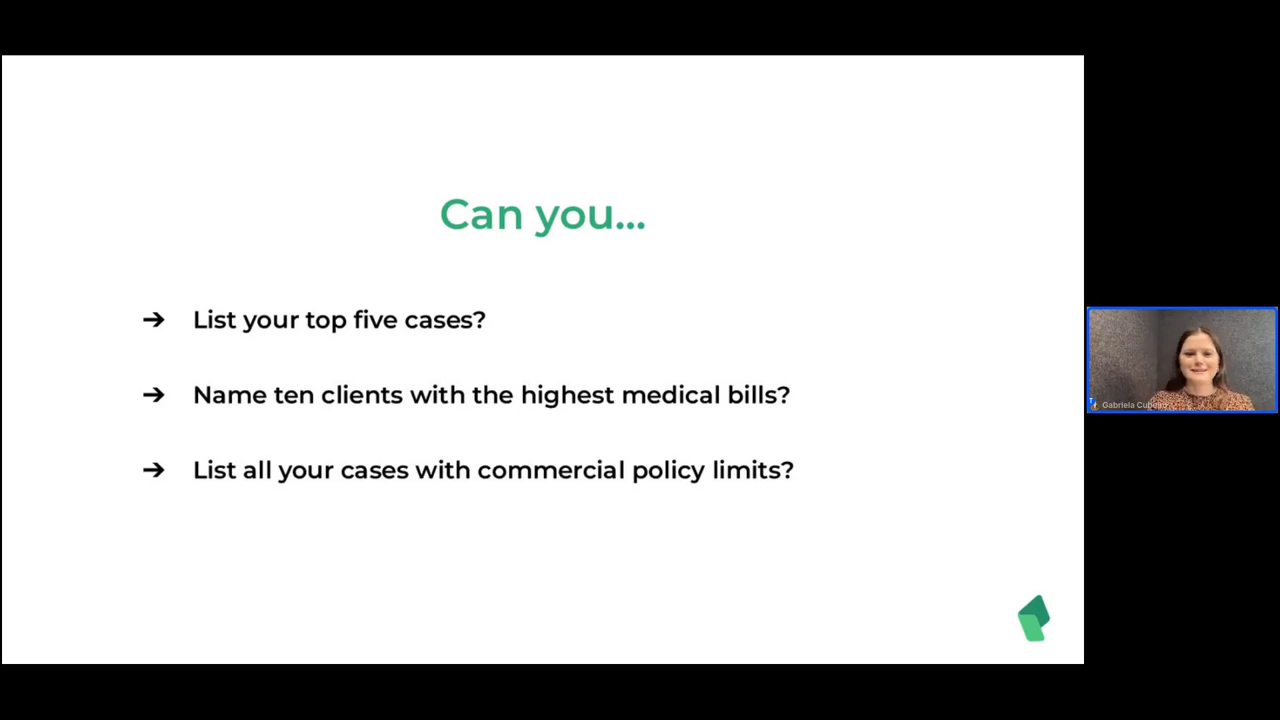 Can you...
➔ List your top five cases?
➔ Name ten clients with the highest medical bills?
➔ List all your cases with commercial policy limits?
Gabriela